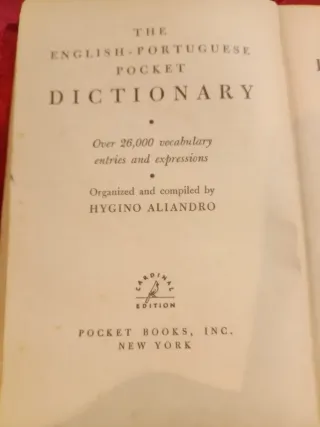 THE
ENGLISH-PORTUGUESE
POCKET
DICTIONARY
Over 26,000 vocabulary
entries and expressions
Organized and compiled by
HYGINO ALIANDRO
CARDINAL
EDITION
POCKET BOOKS, INC.
NEW YORK